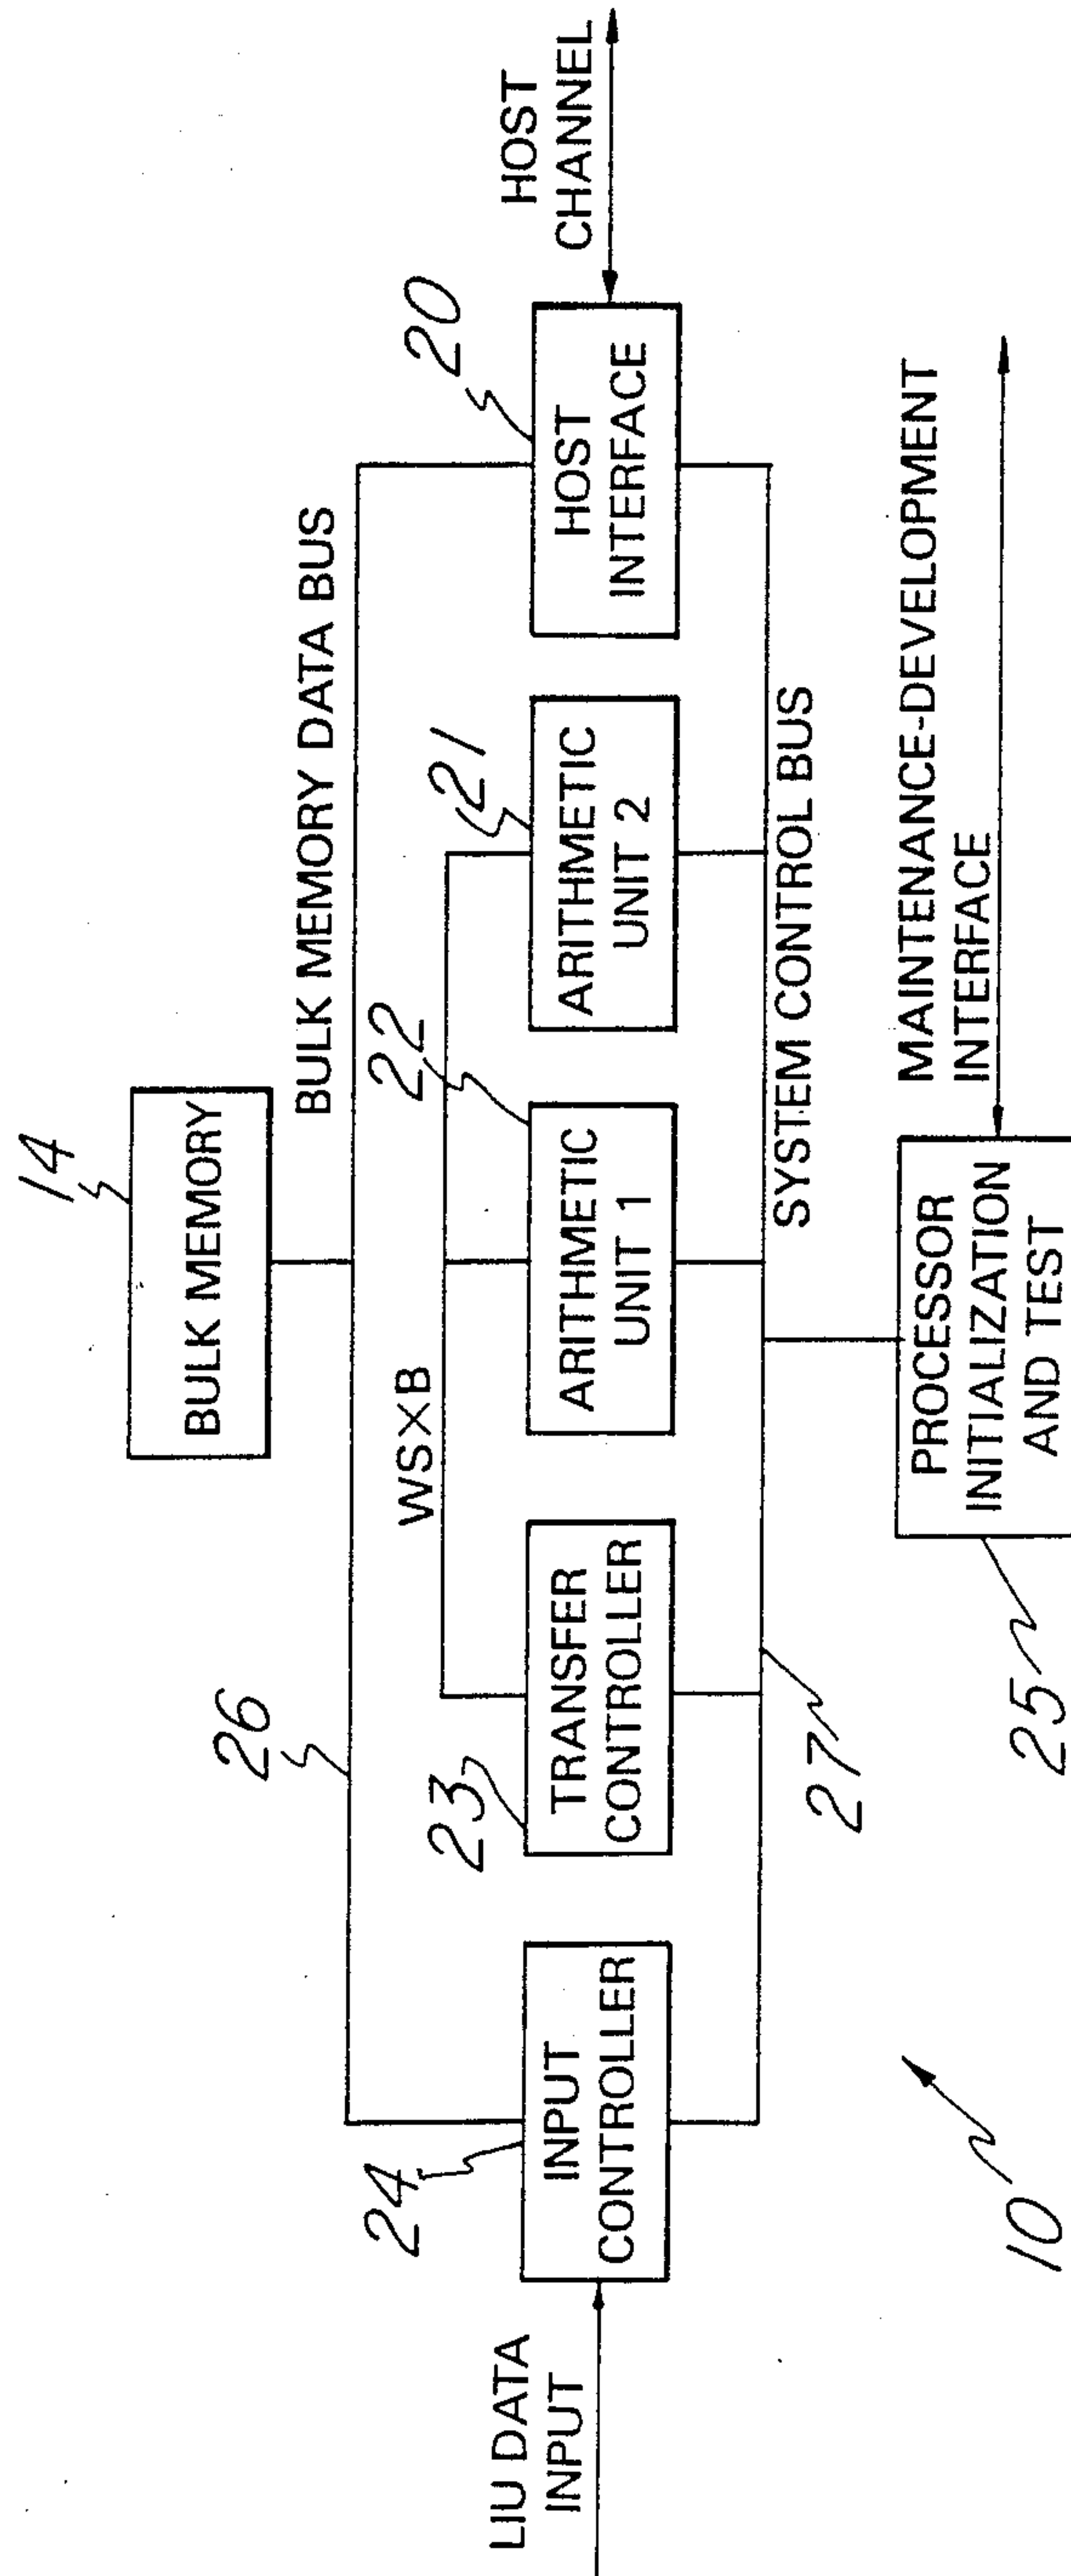 14
BULK MEMORY
BULK MEMORY DATA BUS
26
WS×B
24
INPUT
CONTROLLER
23
TRANSFER
CONTROLLER
22
ARITHMETIC
UNIT 1
21
ARITHMETIC
UNIT 2
20
HOST
INTERFACE
HOST
CHANNEL
LIU DATA
INPUT
27
SYSTEM CONTROL BUS
25
PROCESSOR
INITIALIZATION
AND TEST
MAINTENANCE-DEVELOPMENT
INTERFACE
10